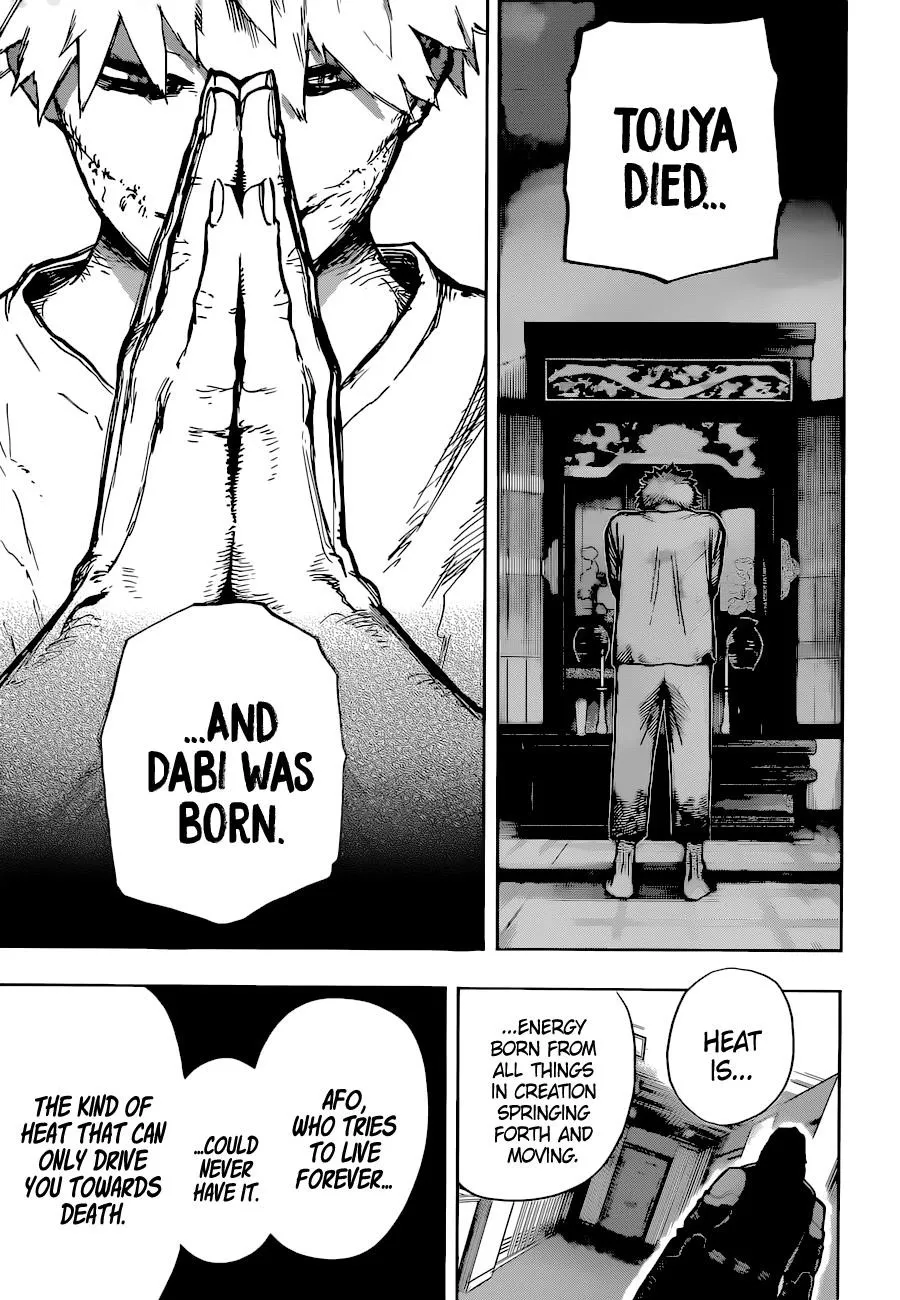 TOUYA
DIED...
...AND
DABI WAS
BORN.
HEAT
IS...
...ENERGY
BORN FROM
ALL THINGS
IN CREATION
SPRINGING
FORTH AND
MOVING.
AFO,
WHO TRIES
TO LIVE
FOREVER...
...COULD
NEVER
HAVE IT.
THE KIND OF
HEAT THAT CAN
ONLY DRIVE
YOU TOWARDS
DEATH.